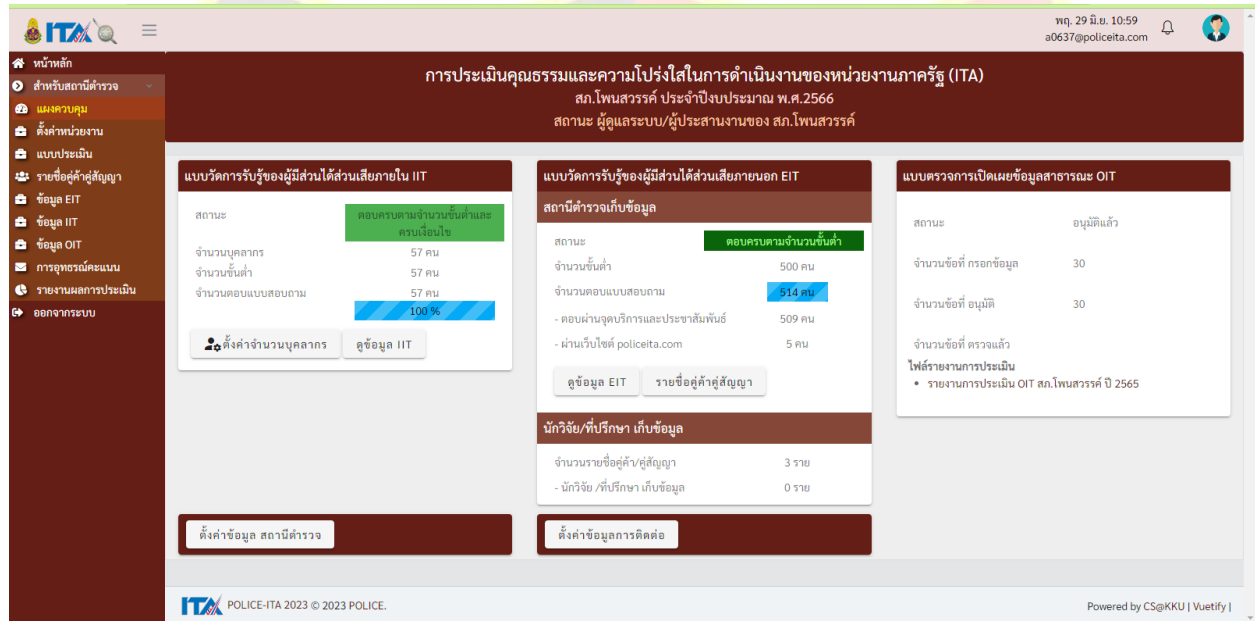 ITA
พฤ. 29 มิ.ย. 10:59
a0637@policeita.com
หน้าหลัก
สำหรับสถานีตำรวจ
แผงควบคุม
ตั้งค่าหน่วยงาน
แบบประเมิน
รายชื่อคู่ค้าคู่สัญญา
ข้อมูล EIT
ข้อมูล IIT
ข้อมูล OIT
การอุทธรณ์คะแนน
รายงานผลการประเมิน
ออกจากระบบ
การประเมินคุณธรรมและความโปร่งใสในการดำเนินงานของหน่วยงานภาครัฐ (ITA)
สภ.โพนสวรรค์ ประจำปีงบประมาณ พ.ศ.2566
สถานะ ผู้ดูแลระบบ/ผู้ประสานงานของ สภ.โพนสวรรค์
แบบวัดการรับรู้ของผู้มีส่วนได้ส่วนเสียภายใน IIT
สถานะ ตอบครบตามจำนวนขั้นต่ำและ
ครบเงื่อนไข
จำนวนบุคลากร 57 คน
จำนวนขั้นต่ำ 57 คน
จำนวนตอบแบบสอบถาม 57 คน
100 %
ตั้งค่าจำนวนบุคลากร ดูข้อมูล IIT
แบบวัดการรับรู้ของผู้มีส่วนได้ส่วนเสียภายนอก EIT
สถานีตำรวจเก็บข้อมูล
สถานะ ตอบครบตามจำนวนขั้นต่ำ
จำนวนขั้นต่ำ 500 คน
จำนวนตอบแบบสอบถาม 514 คน
- ตอบผ่านจุดบริการและประชาสัมพันธ์ 509 คน
- ผ่านเว็บไซต์ policeita.com 5 คน
ดูข้อมูล EIT รายชื่อคู่ค้าคู่สัญญา
นักวิจัย/ที่ปรึกษา เก็บข้อมูล
จำนวนรายชื่อคู่ค้า/คู่สัญญา 3 ราย
- นักวิจัย /ที่ปรึกษา เก็บข้อมูล 0 ราย
แบบตรวจการเปิดเผยข้อมูลสาธารณะ OIT
สถานะ อนุมัติแล้ว
จำนวนข้อที่ กรอกข้อมูล 30
จำนวนข้อที่ อนุมัติ 30
จำนวนข้อที่ ตรวจแล้ว
ไฟล์รายงานการประเมิน
• รายงานการประเมิน OIT สภ.โพนสวรรค์ ปี 2565
ตั้งค่าข้อมูล สถานีตำรวจ
ตั้งค่าข้อมูลการติดต่อ
ITA POLICE-ITA 2023 © 2023 POLICE.
Powered by CS@KKU | Vuetify |